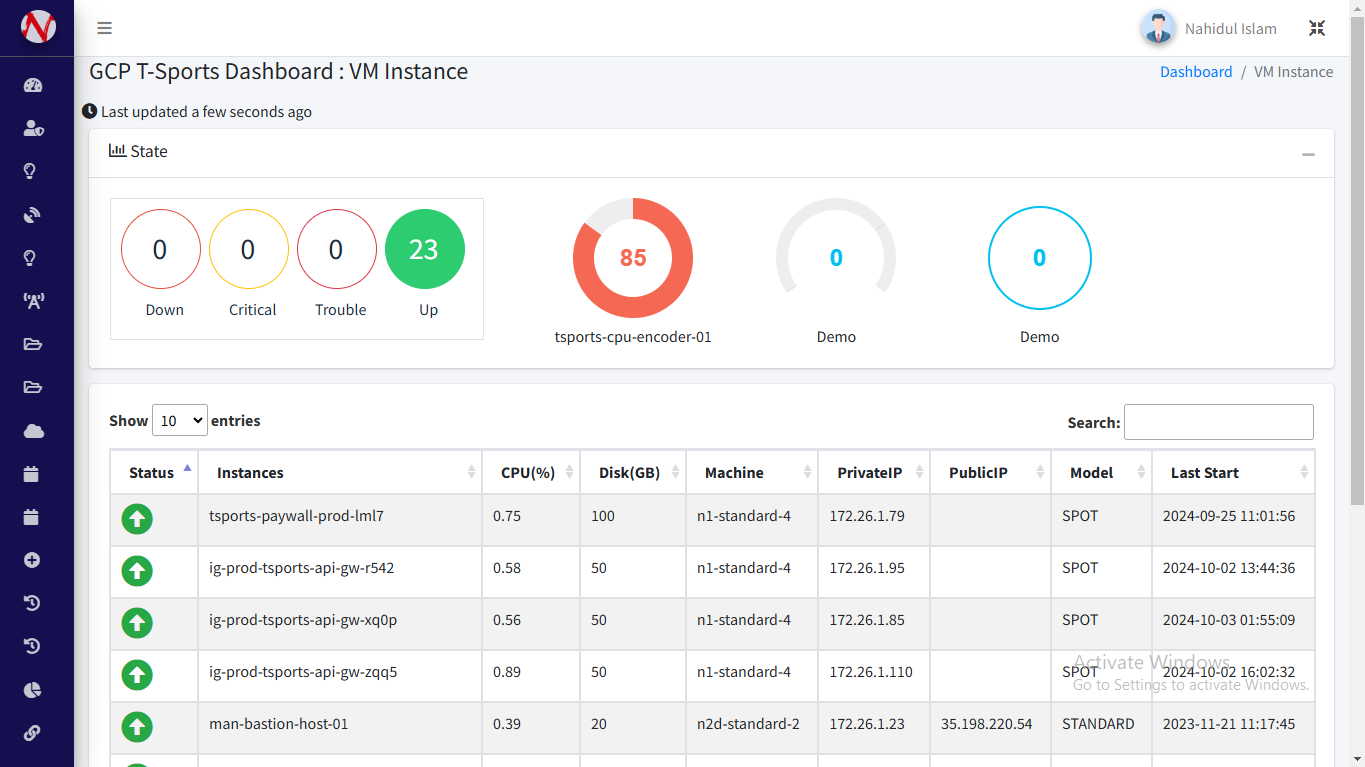 N
Nahidul Islam
GCP T-Sports Dashboard : VM Instance
Dashboard / VM Instance
Last updated a few seconds ago
State
0 0 0 23
Down Critical Trouble Up
85
tsports-cpu-encoder-01
0
Demo
0
Demo
Show 10 entries
Search:
Status Instances CPU(%) Disk(GB) Machine PrivateIP PublicIP Model Last Start
tsports-paywall-prod-lml7 0.75 100 n1-standard-4 172.26.1.79 SPOT 2024-09-25 11:01:56
ig-prod-tsports-api-gw-r542 0.58 50 n1-standard-4 172.26.1.95 SPOT 2024-10-02 13:44:36
ig-prod-tsports-api-gw-xq0p 0.56 50 n1-standard-4 172.26.1.85 SPOT 2024-10-03 01:55:09
ig-prod-tsports-api-gw-zqq5 0.89 50 n1-standard-4 172.26.1.110 SPOT 2024-10-02 16:02:32
Activate Windows
Go to Settings to activate Windows.
man-bastion-host-01 0.39 20 n2d-standard-2 172.26.1.23 35.198.220.54 STANDARD 2023-11-21 11:17:45